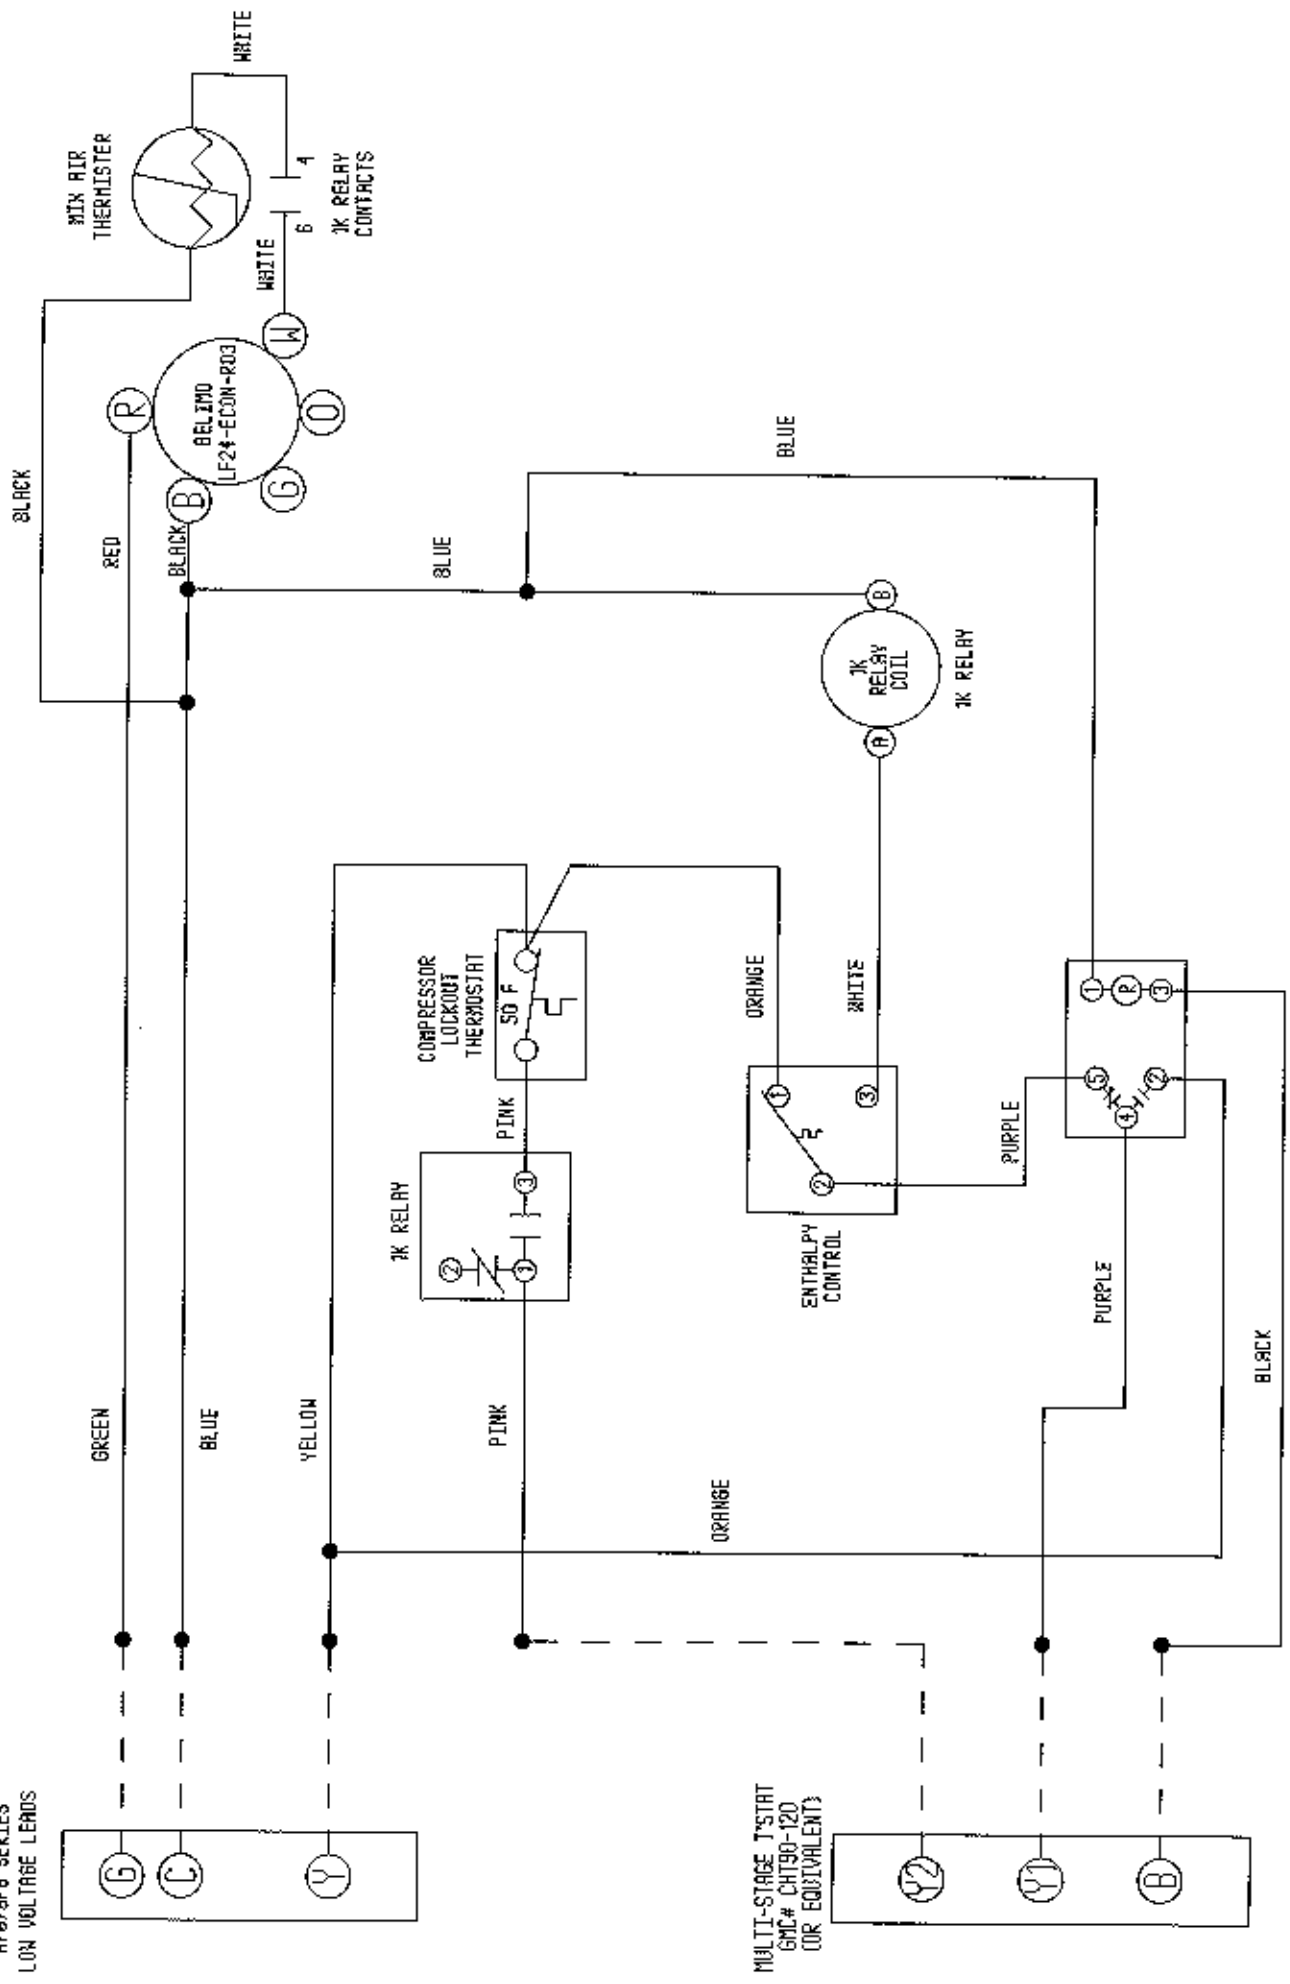 LOW VOLTAGE LEADS
G
C
Y
MULTI-STAGE T'STAT
GMC# CHT90-120
(OR EQUIVALENT)
Y2
Y1
B
GREEN
BLUE
YELLOW
PINK
ORANGE
PURPLE
BLACK
1K RELAY
2
1
3
PINK
COMPRESSOR
LOCKOUT
THERMOSTAT
50 F
ENTHALPY
CONTROL
2
1
3
PURPLE
ORANGE
WHITE
4
5
2
1
R
3
A
1K
RELAY
COIL
B
1K RELAY
BLUE
BLUE
BLACK
RED
BLACK
R
B
BELIMO
LF24-ECON-R03
G
O
W
MIX AIR
THERMISTER
WHITE
WHITE
6
4
1K RELAY
CONTACTS